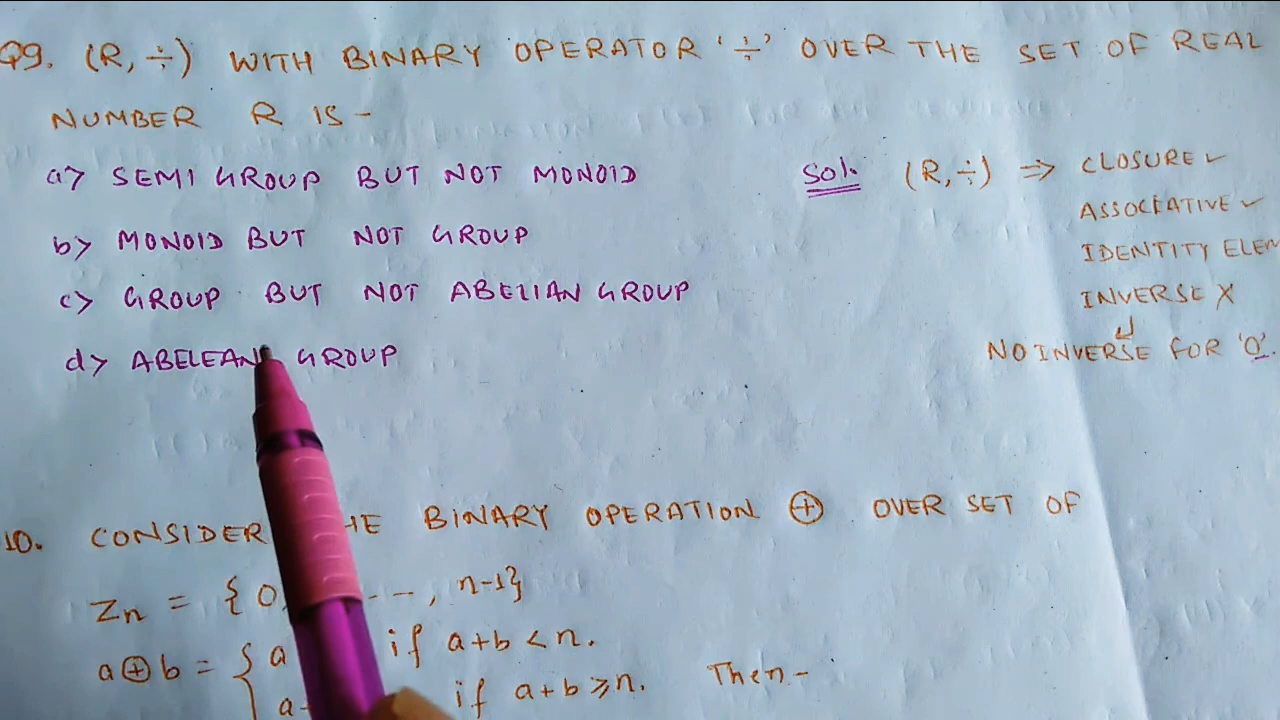 Q9. (R, ÷) WITH BINARY OPERATOR '÷' OVER THE SET OF REAL
NUMBER R IS -
a) SEMI GROUP BUT NOT MONOID
b) MONOID BUT NOT GROUP
c) GROUP BUT NOT ABELIAN GROUP
d) ABELEAN GROUP
Sol. (R, ÷) ⇒ CLOSURE ✓
ASSOCEATIVE ✓
IDENTITY ELEM
INVERSE X
NO INVERSE FOR '0'.
10. CONSIDER HE BINARY OPERATION ⊕ OVER SET OF
Zn = {0, - -, n-1}
a⊕b = { a if a+b < n.
a- if a+b ≥ n. Then -